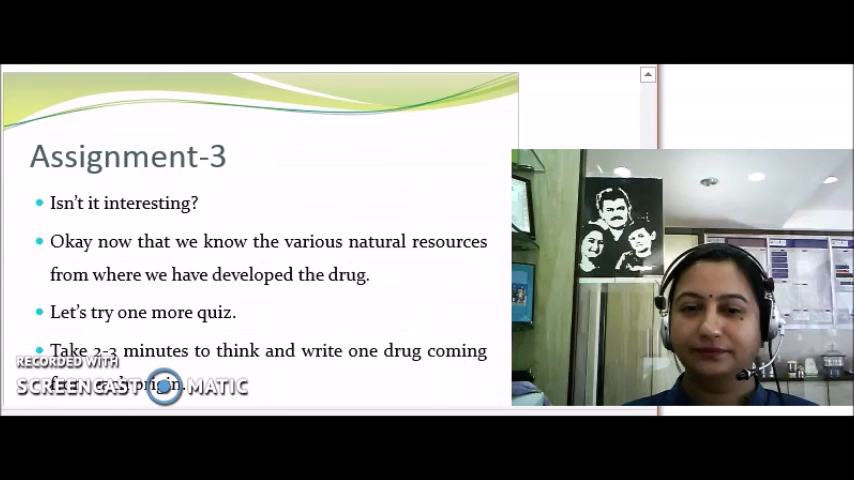 Assignment-3
Isn't it interesting?
Okay now that we know the various natural resources
from where we have developed the drug.
Let's try one more quiz.
Take 2-3 minutes to think and write one drug coming
origin.
RECORDED WITH
SCREENCAST MATIC